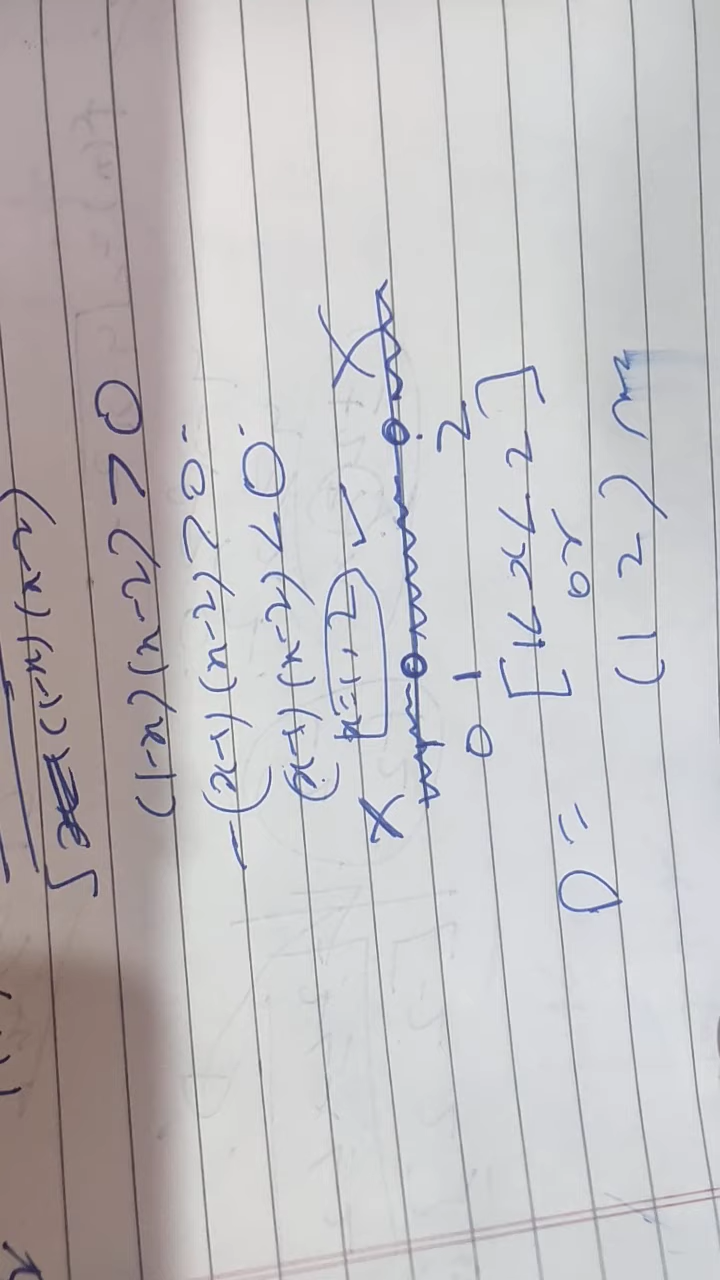 √(1-x)(x-2)
(1-x)(x-2) > 0
-(x-1)(x-2) > 0
(x-1)(x-2) < 0
x = 1, 2
X ✓ X
0 1 2
[1 < x < 2]
D = or
(1, 2)